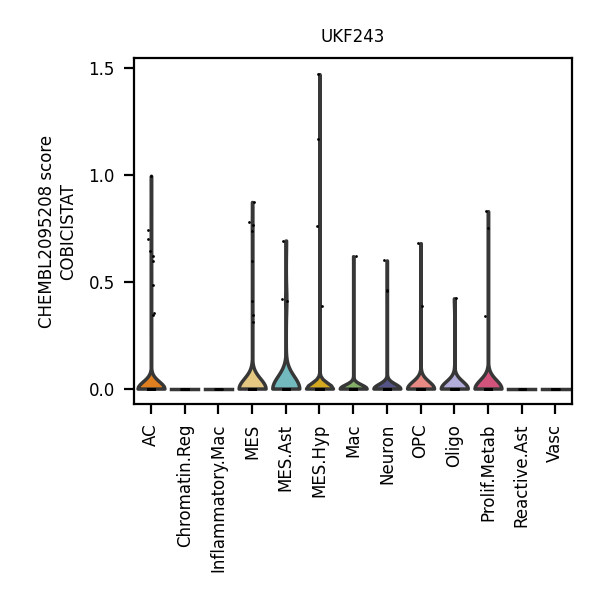 UKF243
CHEMBL2095208 score
COBICISTAT
1.5
1.0
0.5
0.0
AC
Chromatin.Reg
Inflammatory.Mac
MES
MES.Ast
MES.Hyp
Mac
Neuron
OPC
Oligo
Prolif.Metab
Reactive.Ast
Vasc